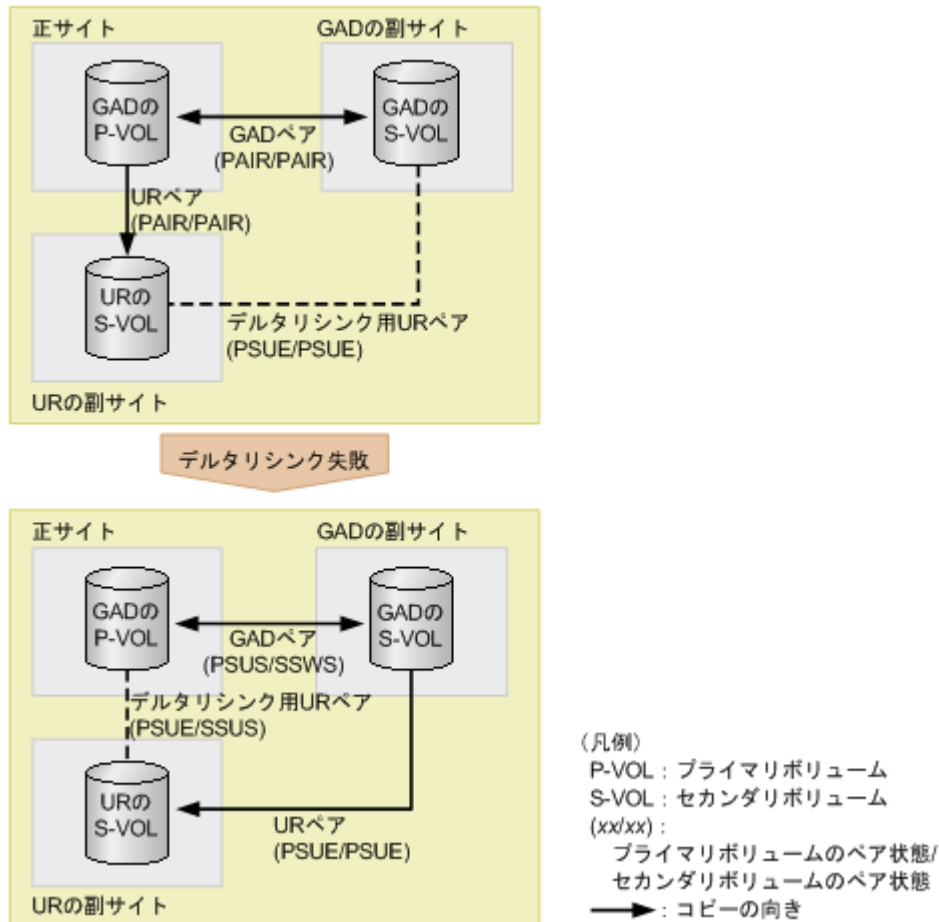 正サイト
GADの副サイト
GADの
P-VOL
GADの
S-VOL
GADペア
(PAIR/PAIR)
URペア
(PAIR/PAIR)
URの
S-VOL
デルタリシンク用URペア
(PSUE/PSUE)
URの副サイト
デルタリシンク失敗
正サイト
GADの副サイト
GADの
P-VOL
GADの
S-VOL
GADペア
(PSUS/SSWS)
デルタリシンク用URペア
(PSUE/SSUS)
URの
S-VOL
URペア
(PSUE/PSUE)
URの副サイト
（凡例）
P-VOL：プライマリボリューム
S-VOL：セカンダリボリューム
(xx/xx)：
プライマリボリュームのペア状態/
セカンダリボリュームのペア状態
：コピーの向き